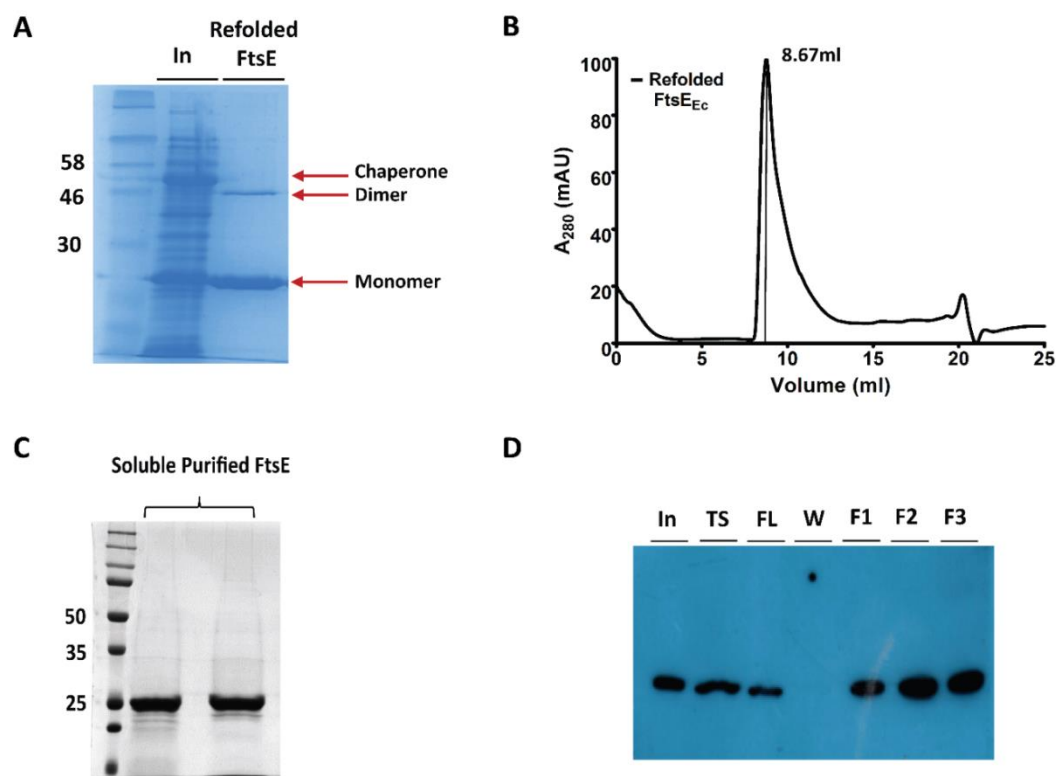 A
In
Refolded
FtsE
58
46
30
Chaperone
Dimer
Monomer
B
8.67ml
Refolded
FtsEEc
A280 (mAU)
100
80
60
40
20
0
0 5 10 15 20 25
Volume (ml)
C
Soluble Purified FtsE
50
35
25
D
In TS FL W F1 F2 F3